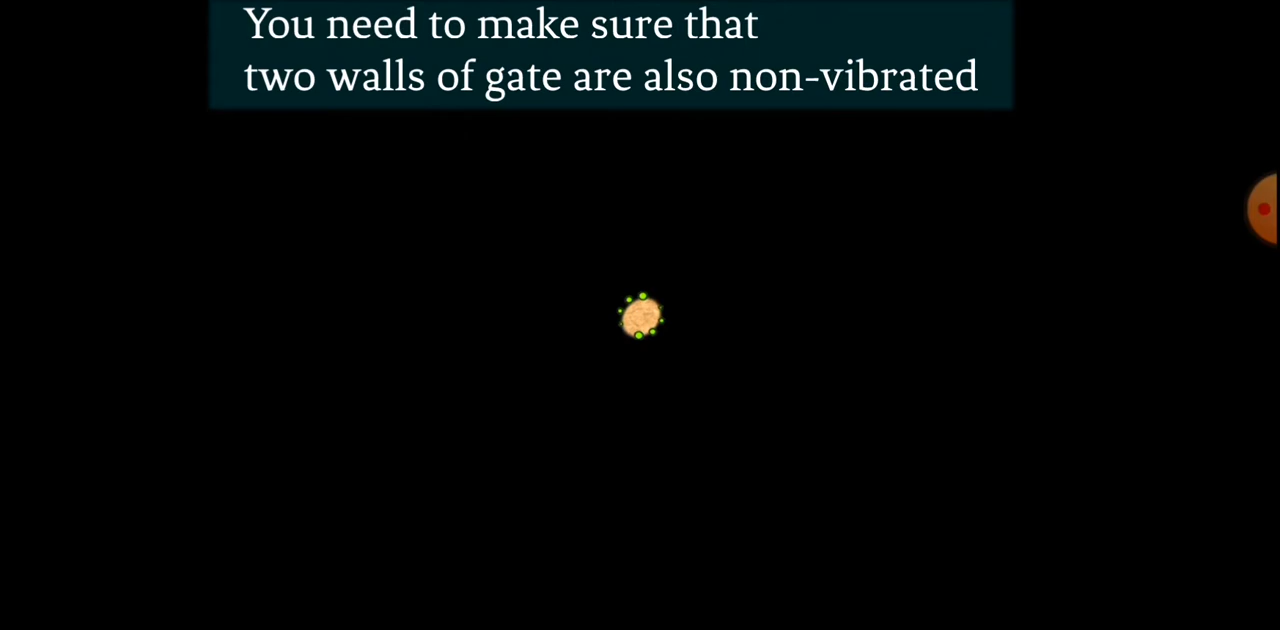 You need to make sure that
two walls of gate are also non-vibrated